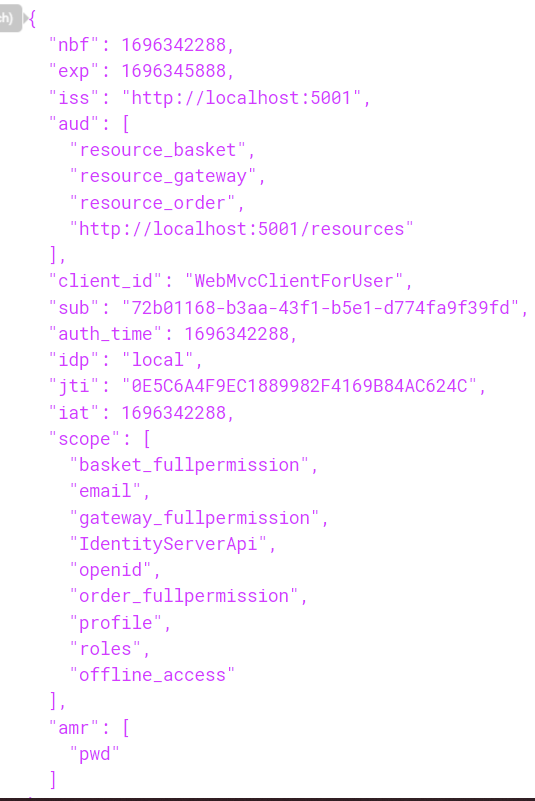 ch)
{
"nbf": 1696342288,
"exp": 1696345888,
"iss": "http://localhost:5001",
"aud": [
"resource_basket",
"resource_gateway",
"resource_order",
"http://localhost:5001/resources"
],
"client_id": "WebMvcClientForUser",
"sub": "72b01168-b3aa-43f1-b5e1-d774fa9f39fd",
"auth_time": 1696342288,
"idp": "local",
"jti": "0E5C6A4F9EC1889982F4169B84AC624C",
"iat": 1696342288,
"scope": [
"basket_fullpermission",
"email",
"gateway_fullpermission",
"IdentityServerApi",
"openid",
"order_fullpermission",
"profile",
"roles",
"offline_access"
],
"amr": [
"pwd"
]